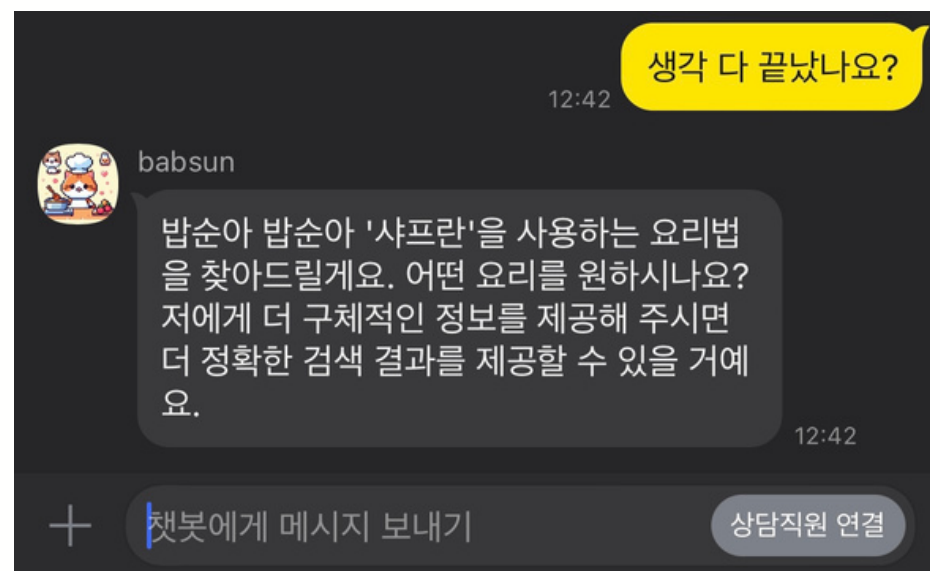 생각 다 끝났나요?
12:42
babsun
밥순아 밥순아 '샤프란'을 사용하는 요리법
을 찾아드릴게요. 어떤 요리를 원하시나요?
저에게 더 구체적인 정보를 제공해 주시면
더 정확한 검색 결과를 제공할 수 있을 거예
요.
12:42
챗봇에게 메시지 보내기
상담직원 연결